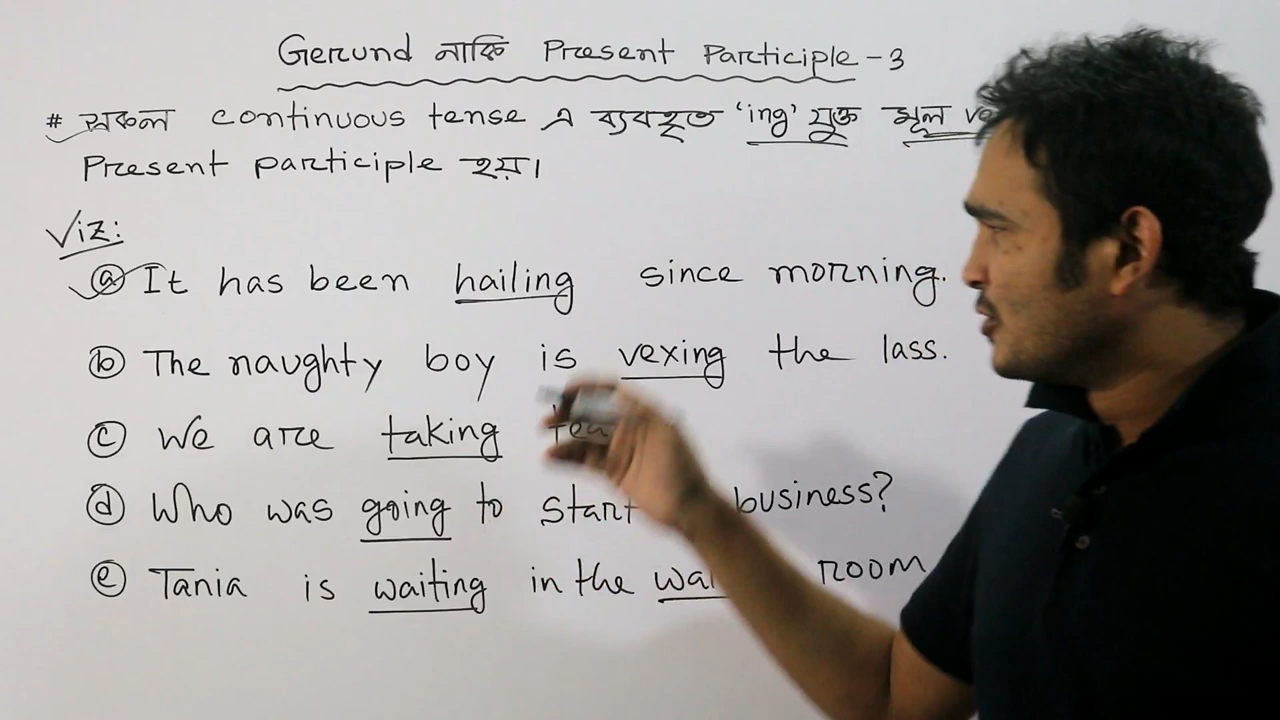 Gerund নাকি Present Participle - 3
# সকল continuous tense এ ব্যবহৃত 'ing' যুক্ত মূল
Present participle হয়।
Viz:
ⓐ It has been hailing since morning.
ⓑ The naughty boy is vexing the lass.
ⓒ We are taking tea
ⓓ Who was going to start business?
ⓔ Tania is waiting in the room